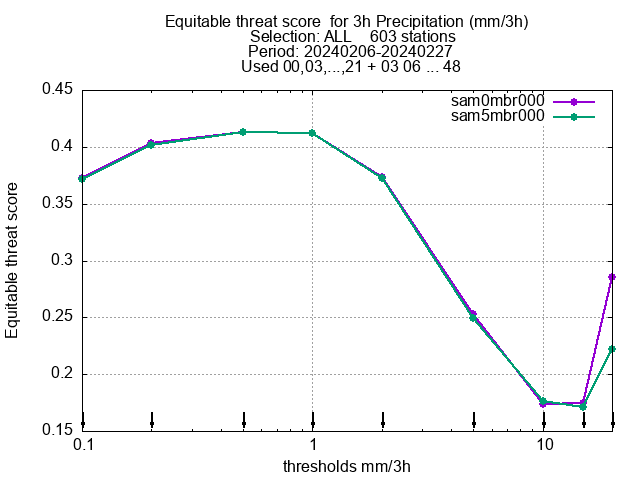 Equitable threat score  for 3h Precipitation (mm/3h)
Selection: ALL    603 stations
Period: 20240206-20240227
Used 00,03,...,21 + 03 06 ... 48
sam0mbr000
sam5mbr000
0.45
0.4
0.35
0.3
0.25
0.2
0.15
Equitable threat score
0.1 1 10
thresholds mm/3h